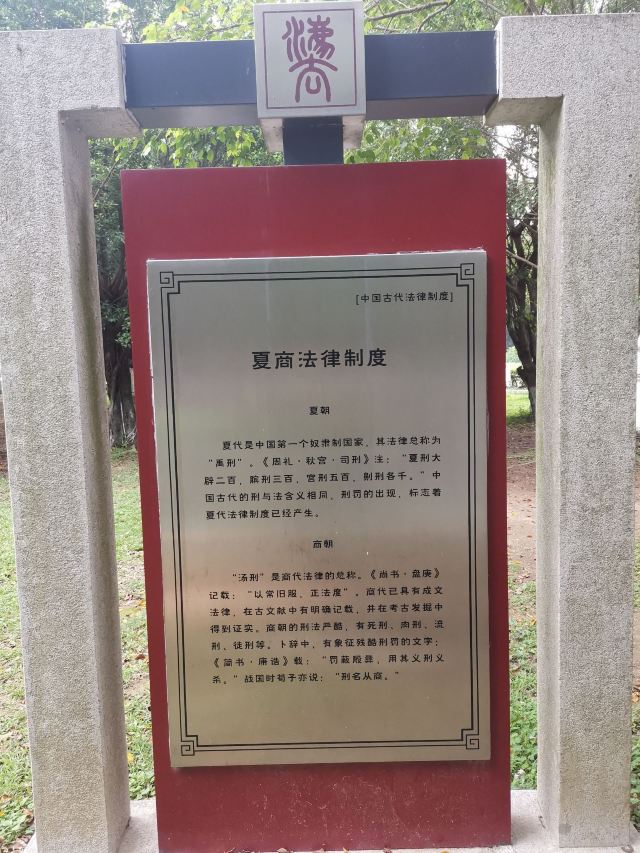 灋
[中国古代法律制度]
夏商法律制度
夏朝
夏代是中国第一个奴隶制国家，其法律总称为
“禹刑”。《周礼·秋宫·司刑》注：“夏刑大
辟二百，膑刑三百，宫刑五百，劓刑各千。”中
国古代的刑与法含义相同，刑罚的出现，标志着
夏代法律制度已经产生。
商朝
“汤刑”是商代法律的总称。《尚书·盘庚》
记载：“以常旧服、正法度”。商代已具有成文
法律，在古文献中有明确记载，并在考古发掘中
得到证实。商朝的刑法严酷，有死刑、肉刑、流
刑、徒刑等。卜辞中，有象征残酷刑罚的文字；
《简书·康诰》载：“罚蔽殷彝，用其义刑义
杀。”战国时荀子亦说：“刑名从商。”